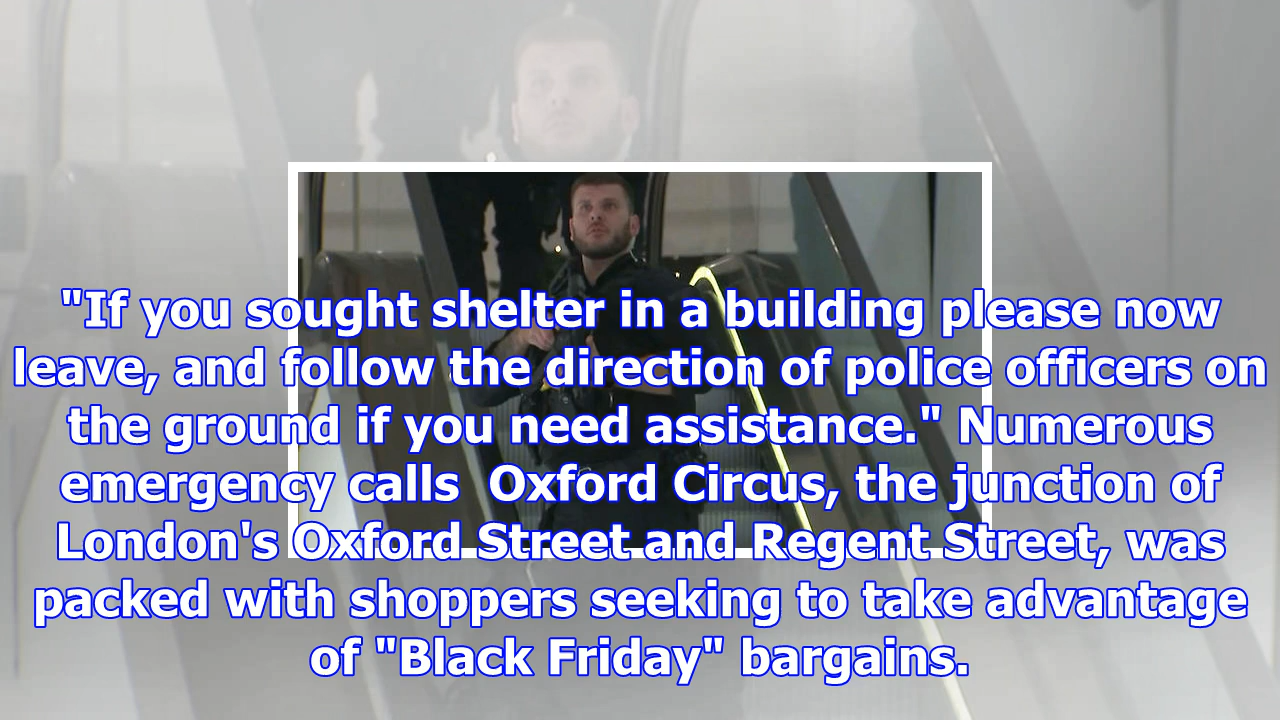 "If you sought shelter in a building please now
leave, and follow the direction of police officers on
the ground if you need assistance." Numerous
emergency calls  Oxford Circus, the junction of
London's Oxford Street and Regent Street, was
packed with shoppers seeking to take advantage
of "Black Friday" bargains.